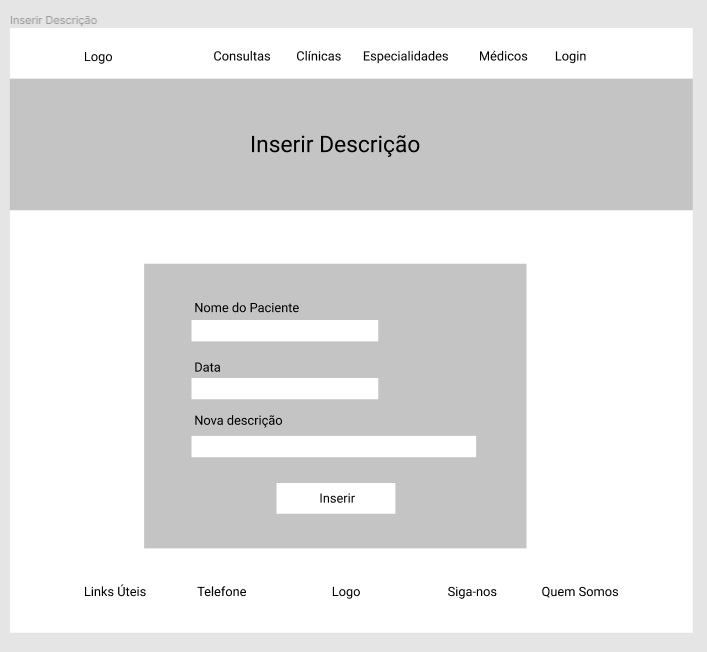 Inserir Descrição
Logo
Consultas
Clínicas
Especialidades
Médicos
Login
Inserir Descrição
Nome do Paciente
Data
Nova descrição
Inserir
Links Úteis
Telefone
Logo
Siga-nos
Quem Somos